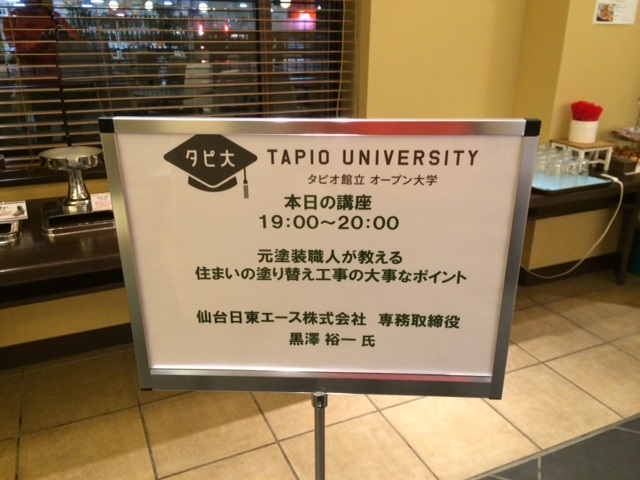 タピ大
TAPIO UNIVERSITY
タピオ館立 オープン大学
本日の講座
19:00〜20:00
元塗装職人が教える
住まいの塗り替え工事の大事なポイント
仙台日東エース株式会社 専務取締役
黒澤 裕一 氏